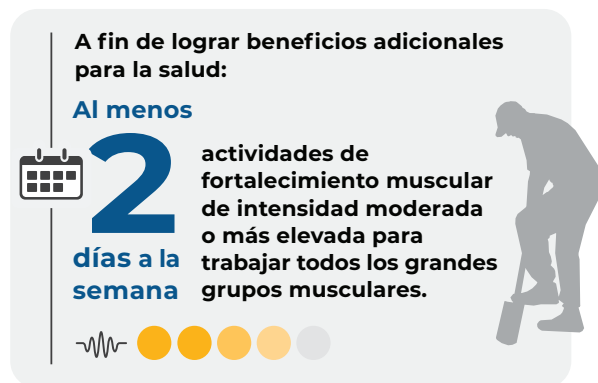 A fin de lograr beneficios adicionales
para la salud:
Al menos
2
días a la
semana
actividades de
fortalecimiento muscular
de intensidad moderada
o más elevada para
trabajar todos los grandes
grupos musculares.